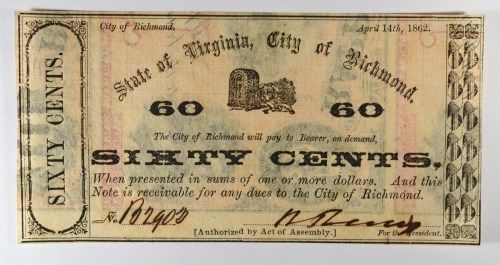 City of Richmond, April 14th, 1862.
State of Virginia, City of Richmond.
60 60
The City of Richmond will pay to Bearer, on demand,
SIXTY CENTS,
When presented in sums of one or more dollars. And this
Note is receivable for any dues to the City of Richmond.
No.
[Authorized by Act of Assembly.] For the President.
SIXTY CENTS.